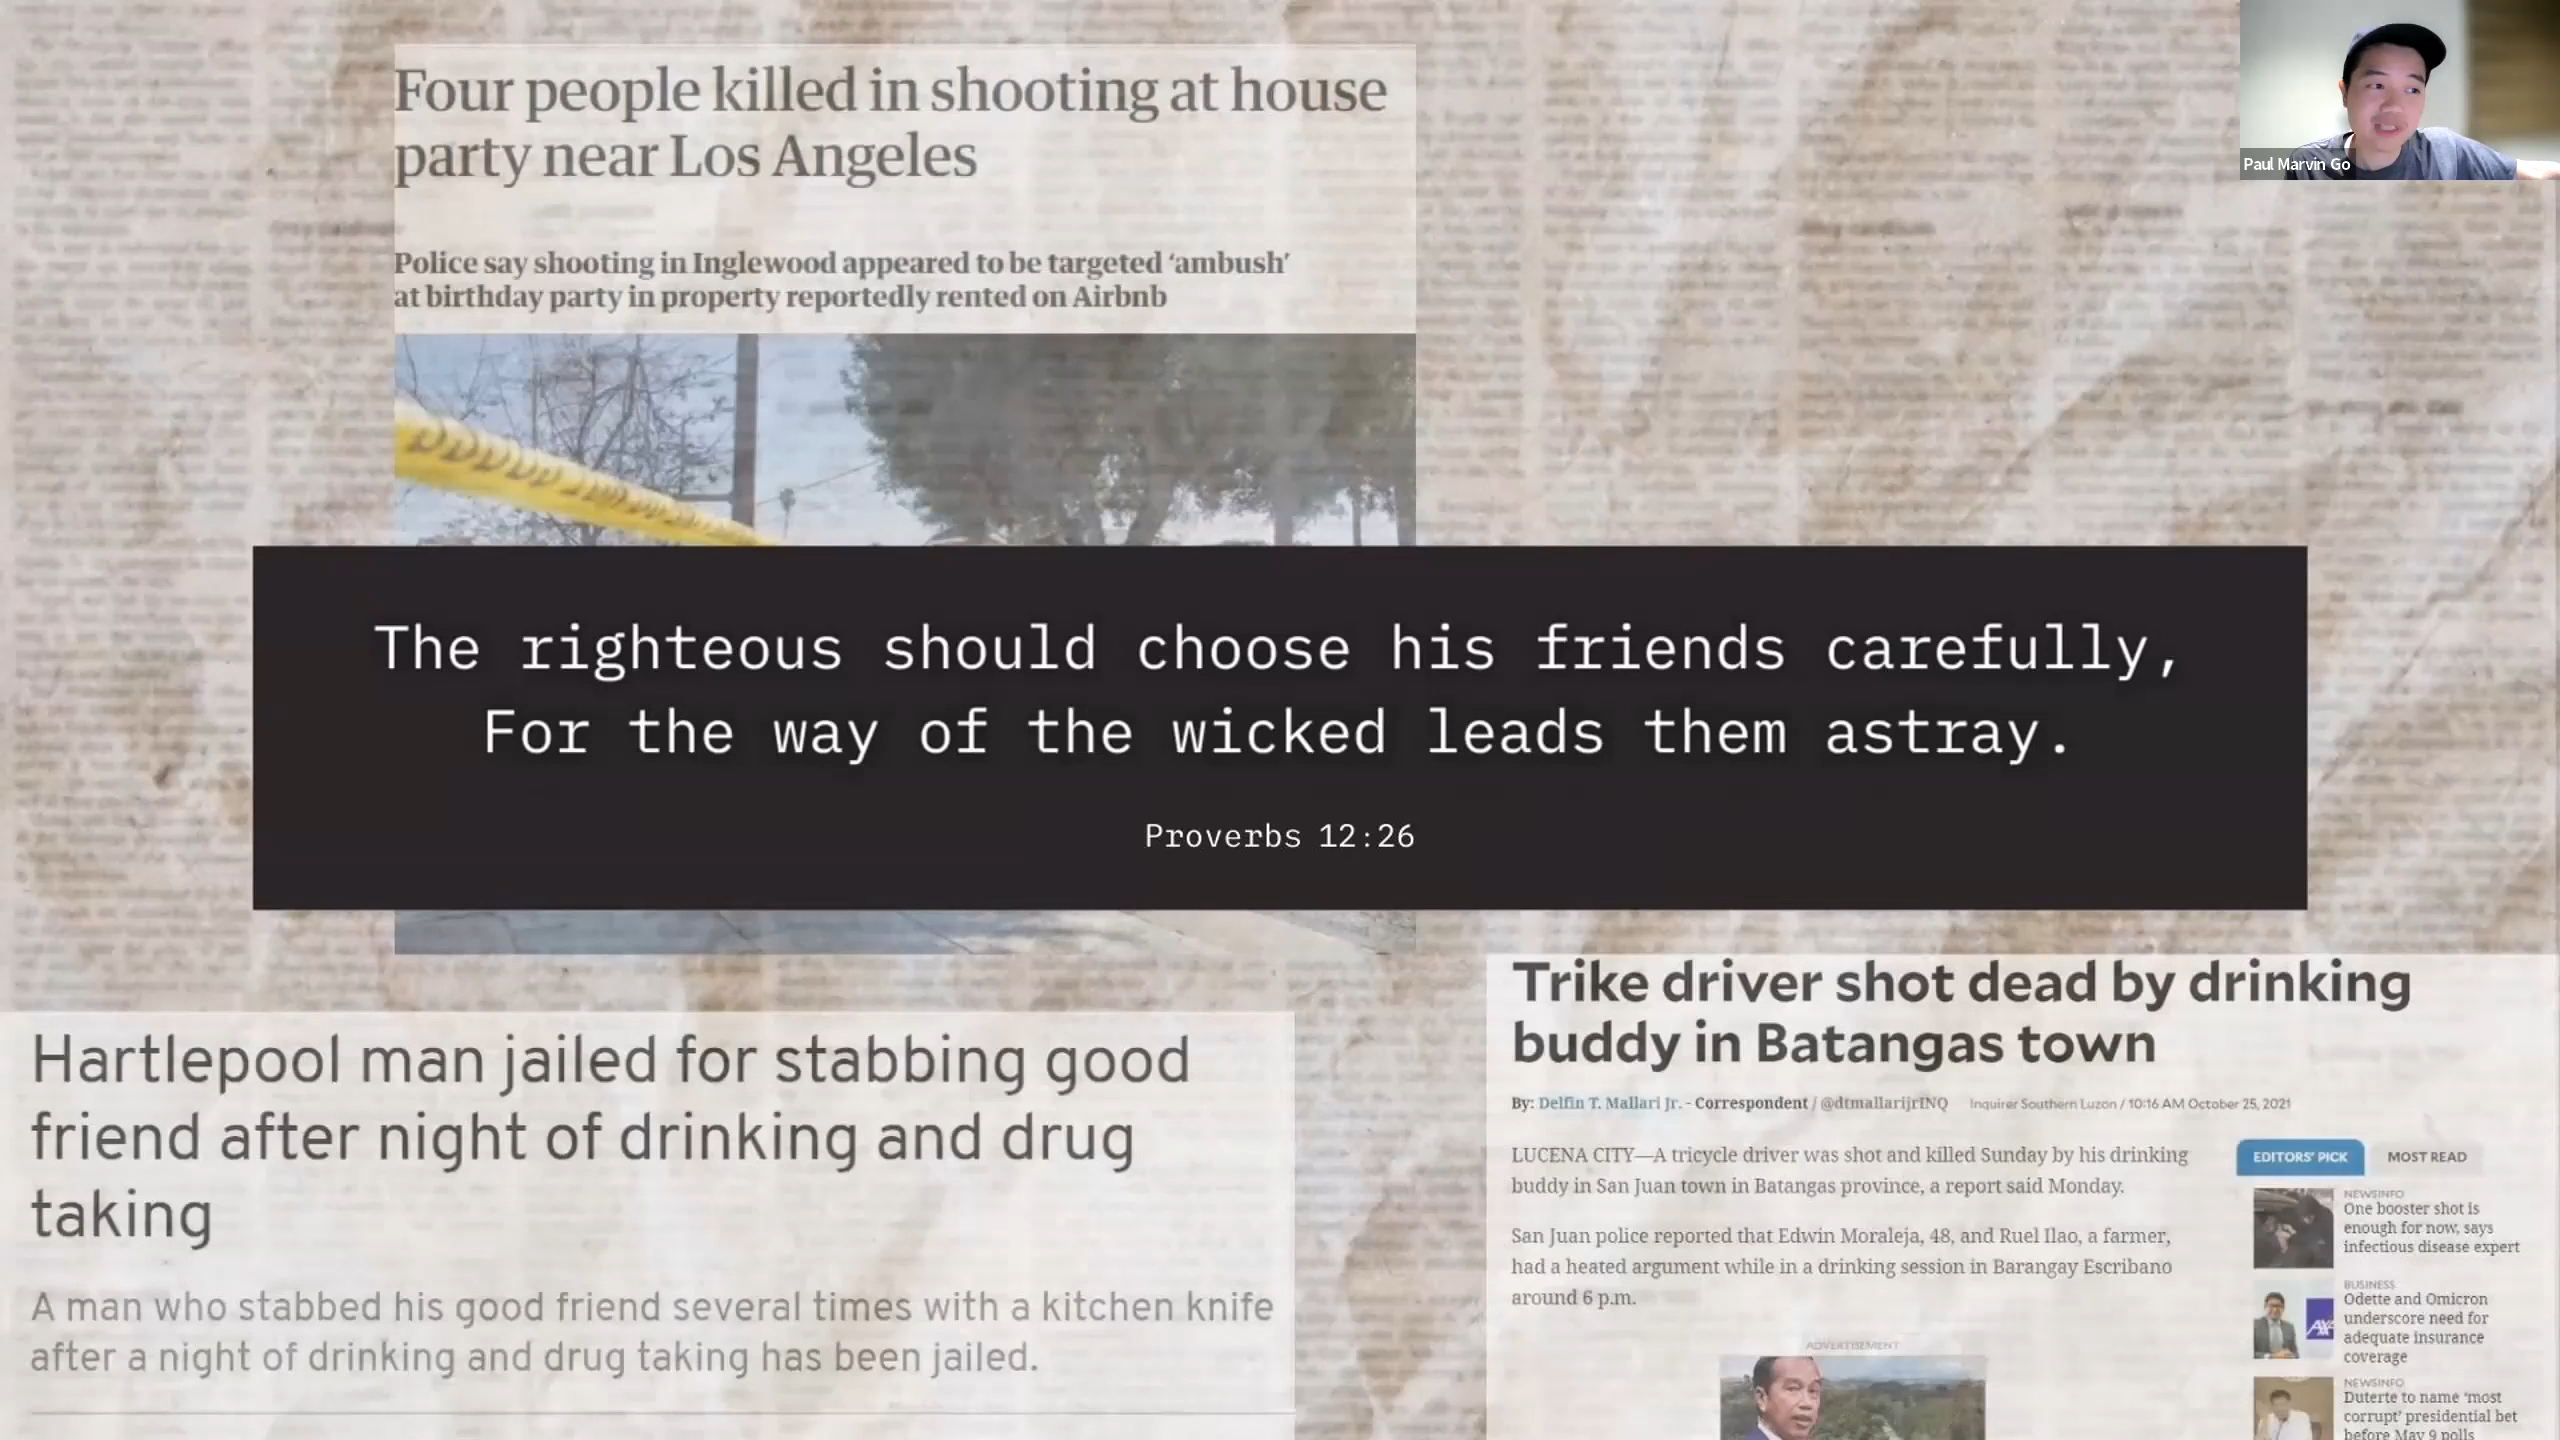 Four people killed in shooting at house
party near Los Angeles
Police say shooting in Inglewood appeared to be targeted ‘ambush’
at birthday party in property reportedly rented on Airbnb
Paul Marvin Go
The righteous should choose his friends carefully,
For the way of the wicked leads them astray.
Proverbs 12:26
Hartlepool man jailed for stabbing good
friend after night of drinking and drug
taking
A man who stabbed his good friend several times with a kitchen knife
after a night of drinking and drug taking has been jailed.
Trike driver shot dead by drinking
buddy in Batangas town
By: Delfin T. Mallari Jr. - Correspondent / @dtmallarijrINQ
Inquirer Southern Luzon / 10:16 AM October 25, 2021
LUCENA CITY—A tricycle driver was shot and killed Sunday by his drinking
buddy in San Juan town in Batangas province, a report said Monday.
San Juan police reported that Edwin Moraleja, 48, and Ruel Ilao, a farmer,
had a heated argument while in a drinking session in Barangay Escribano
around 6 p.m.
ADVERTISEMENT
EDITORS' PICK
MOST READ
NEWSINFO
One booster shot is
enough for now, says
infectious disease expert
BUSINESS
Odette and Omicron
underscore need for
adequate insurance
coverage
AXA
NEWSINFO
Duterte to name ‘most
corrupt’ presidential bet
before May 9 polls